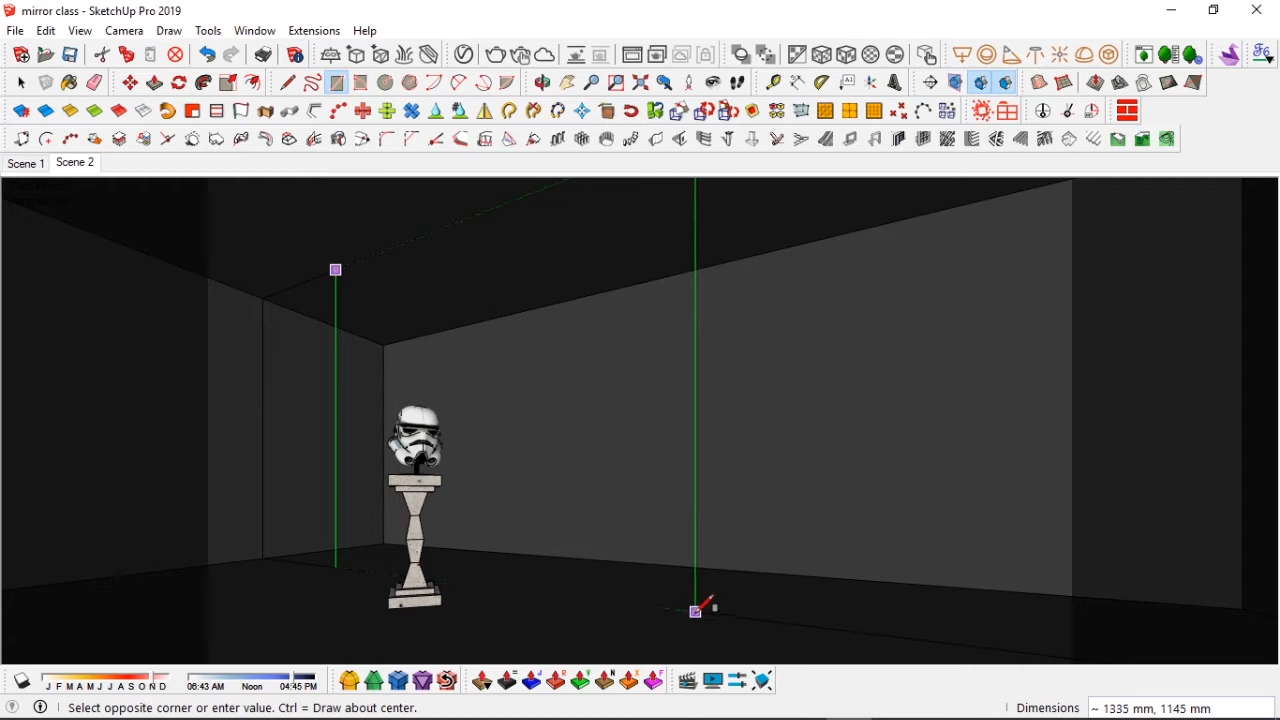 mirror class - SketchUp Pro 2019
File Edit View Camera Draw Tools Window Extensions Help
Scene 1 Scene 2
J F M A M J J A S O N D
06:43 AM Noon 04:45 PM
Select opposite corner or enter value. Ctrl = Draw about center.
Dimensions ~ 1335 mm, 1145 mm